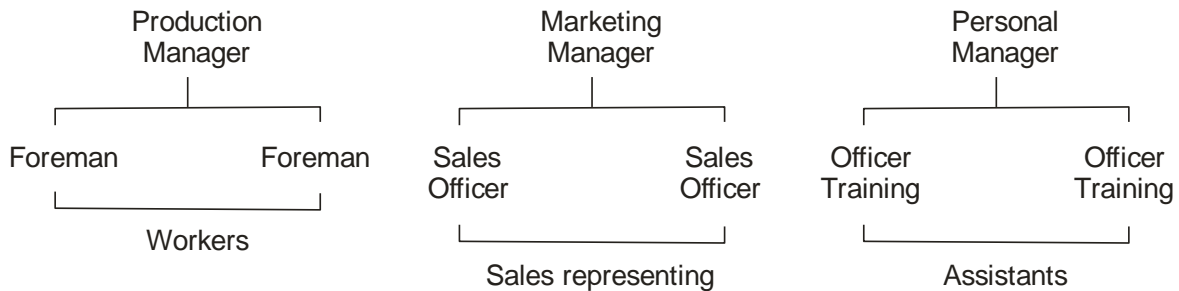 Production
Manager
Marketing
Manager
Personal
Manager
Foreman
Foreman
Sales
Officer
Sales
Officer
Officer
Training
Officer
Training
Workers
Sales representing
Assistants